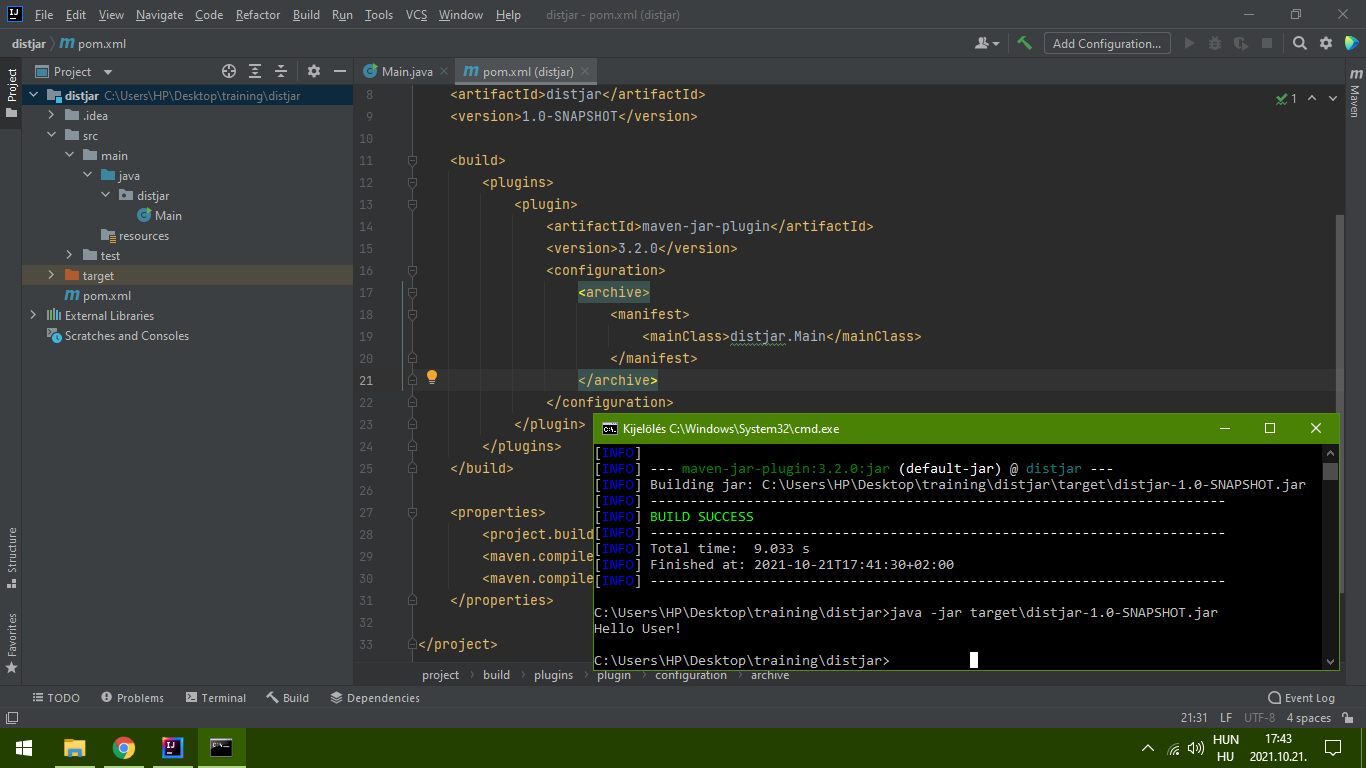 File Edit View Navigate Code Refactor Build Run Tools VCS Window Help distjar - pom.xml (distjar)
distjar pom.xml Add Configuration...
Project
Main.java pom.xml (distjar)
Project
Maven
Structure
Favorites
distjar C:\Users\HP\Desktop\training\distjar
.idea
src
main
java
distjar
Main
resources
test
target
pom.xml
External Libraries
Scratches and Consoles
1
8 <artifactId>distjar</artifactId>
9 <version>1.0-SNAPSHOT</version>
10
11 <build>
12 <plugins>
13 <plugin>
14 <artifactId>maven-jar-plugin</artifactId>
15 <version>3.2.0</version>
16 <configuration>
17 <archive>
18 <manifest>
19 <mainClass>distjar.Main</mainClass>
20 </manifest>
21 </archive>
22 </configuration>
23 </plugin>
24 </plugins>
25 </build>
26
27 <properties>
28 <project.build
29 <maven.compile
30 <maven.compile
31 </properties>
32
33 </project>
Kijelölés C:\Windows\System32\cmd.exe
[INFO]
[INFO] --- maven-jar-plugin:3.2.0:jar (default-jar) @ distjar ---
[INFO] Building jar: C:\Users\HP\Desktop\training\distjar\target\distjar-1.0-SNAPSHOT.jar
[INFO] ------------------------------------------------------------------------
[INFO] BUILD SUCCESS
[INFO] ------------------------------------------------------------------------
[INFO] Total time:  9.033 s
[INFO] Finished at: 2021-10-21T17:41:30+02:00
[INFO] ------------------------------------------------------------------------
C:\Users\HP\Desktop\training\distjar>java -jar target\distjar-1.0-SNAPSHOT.jar
Hello User!
C:\Users\HP\Desktop\training\distjar>
project build plugins plugin configuration archive
TODO Problems Terminal Build Dependencies Event Log
21:31 LF UTF-8 4 spaces
HUN 17:43
HU 2021.10.21.